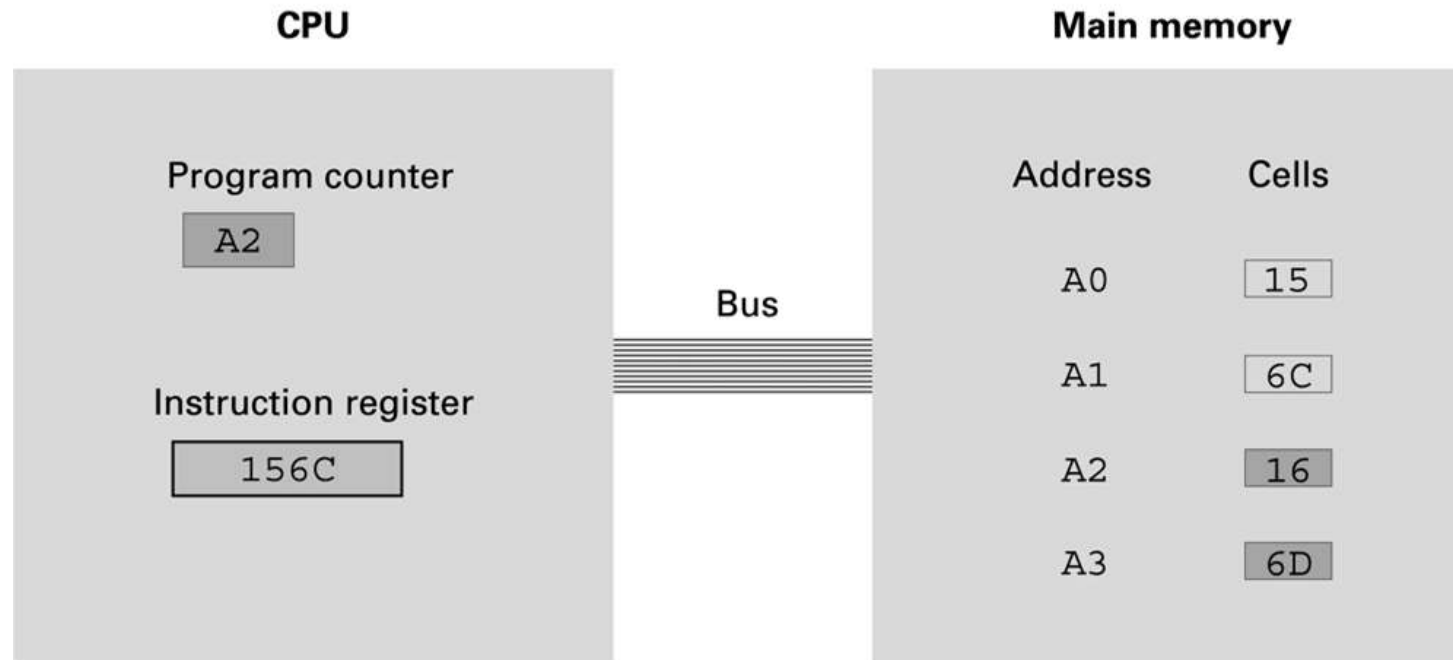 CPU
Main memory
Program counter
A2
Instruction register
156C
Bus
Address Cells
A0 15
A1 6C
A2 16
A3 6D